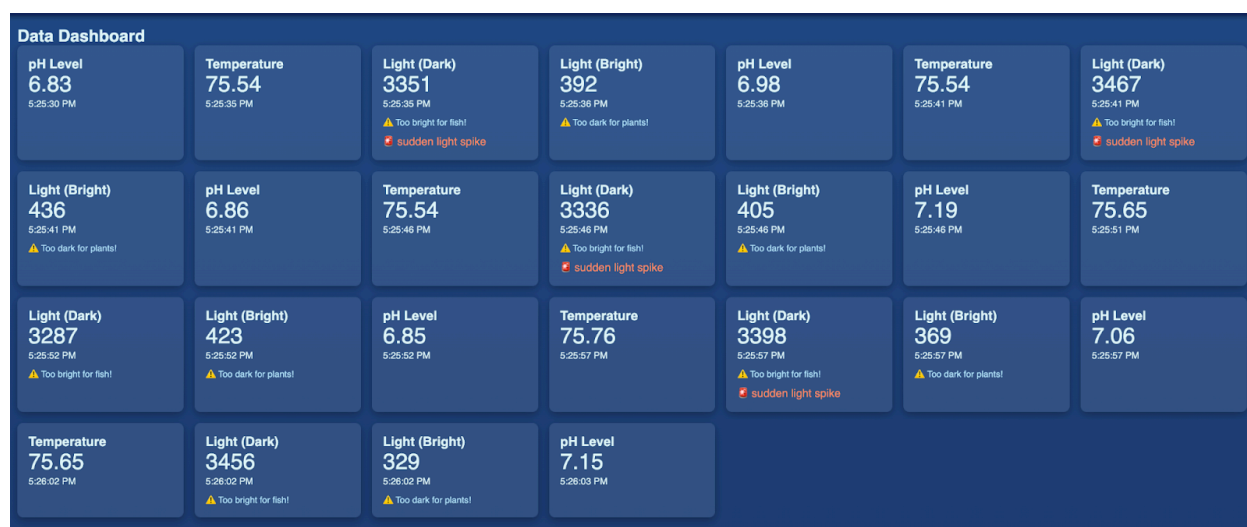 Data Dashboard
pH Level
6.83
5:25:30 PM
Temperature
75.54
5:25:35 PM
Light (Dark)
3351
5:25:35 PM
⚠️ Too bright for fish!
🚨 sudden light spike
Light (Bright)
392
5:25:36 PM
⚠️ Too dark for plants!
pH Level
6.98
5:25:36 PM
Temperature
75.54
5:25:41 PM
Light (Dark)
3467
5:25:41 PM
⚠️ Too bright for fish!
🚨 sudden light spike
Light (Bright)
436
5:25:41 PM
⚠️ Too dark for plants!
pH Level
6.86
5:25:41 PM
Temperature
75.54
5:25:46 PM
Light (Dark)
3336
5:25:46 PM
⚠️ Too bright for fish!
🚨 sudden light spike
Light (Bright)
405
5:25:46 PM
⚠️ Too dark for plants!
pH Level
7.19
5:25:46 PM
Temperature
75.65
5:25:51 PM
Light (Dark)
3287
5:25:52 PM
⚠️ Too bright for fish!
Light (Bright)
423
5:25:52 PM
⚠️ Too dark for plants!
pH Level
6.85
5:25:52 PM
Temperature
75.76
5:25:57 PM
Light (Dark)
3398
5:25:57 PM
⚠️ Too bright for fish!
🚨 sudden light spike
Light (Bright)
369
5:25:57 PM
⚠️ Too dark for plants!
pH Level
7.06
5:25:57 PM
Temperature
75.65
5:26:02 PM
Light (Dark)
3456
5:26:02 PM
⚠️ Too bright for fish!
Light (Bright)
329
5:26:02 PM
⚠️ Too dark for plants!
pH Level
7.15
5:26:03 PM